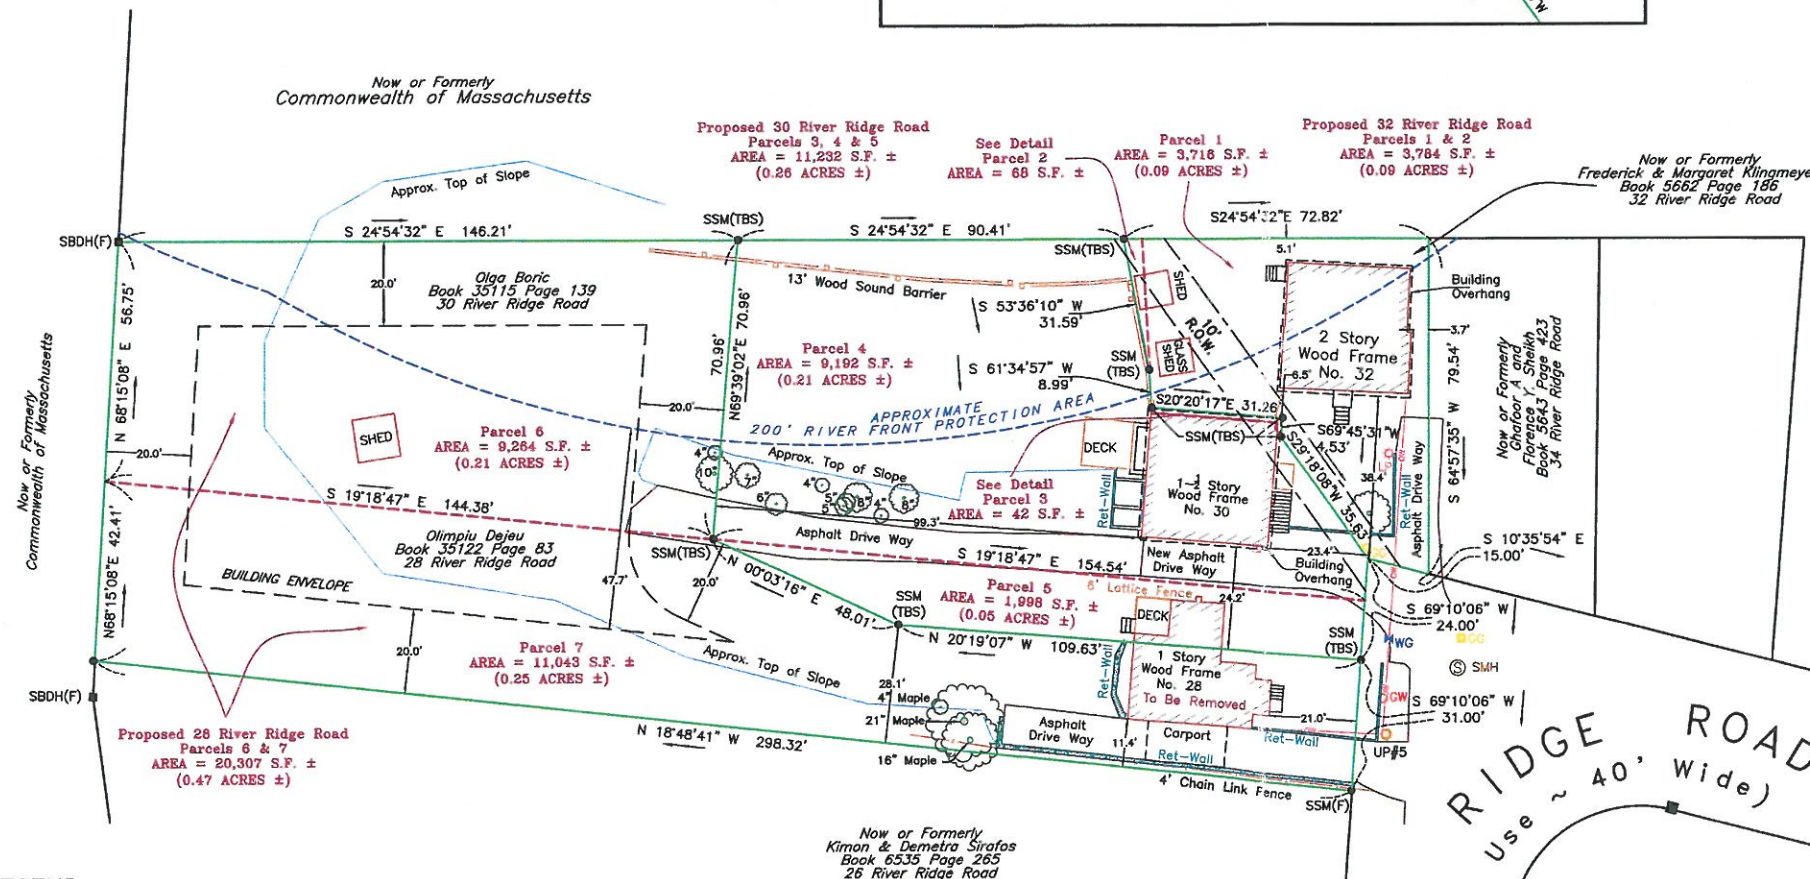 Now or Formerly
Commonwealth of Massachusetts
Proposed 30 River Ridge Road
Parcels 3, 4 & 5
AREA = 11,232 S.F. ±
(0.26 ACRES ±)
See Detail
Parcel 2
AREA = 68 S.F. ±
Parcel 1
AREA = 3,716 S.F. ±
(0.09 ACRES ±)
Proposed 32 River Ridge Road
Parcels 1 & 2
AREA = 3,784 S.F. ±
(0.09 ACRES ±)
Now or Formerly
Frederick & Margaret Klingmeye
Book 5662 Page 186
32 River Ridge Road
Approx. Top of Slope
SBDH(F)
S 24°54'32" E 146.21'
SSM(TBS)
S 24°54'32" E 90.41'
SSM(TBS)
S24°54'32"E 72.82'
5.1'
20.0'
Olga Boric
Book 35115 Page 139
30 River Ridge Road
13' Wood Sound Barrier
SHED
10'
R.O.W.
Building
Overhang
S 53°36'10" W
31.59'
N 68°15'08" E 56.75'
N69°39'02"E 70.96'
70.96'
Parcel 4
AREA = 9,192 S.F. ±
(0.21 ACRES ±)
SSM
(TBS)
GLASS
SHED
S 61°34'57" W
8.99'
2 Story
Wood Frame
No. 32
6.5'
3.7'
S 64°57'35" W 79.54'
Now or Formerly
Ghafoor A and
Florence Y. Sheikh
Book 5643 Page 423
34 River Ridge Road
Now or Formerly
Commonwealth of Massachusetts
20.0'
APPROXIMATE
200' RIVER FRONT PROTECTION AREA
S20°20'17"E 31.26'
SSM(TBS)
S69°45'31"W
4.53'
S29°18'08"W 35.63'
SHED
Parcel 6
AREA = 9,264 S.F. ±
(0.21 ACRES ±)
20.0'
DECK
Approx. Top of Slope
4"
10"
7"
6"
4"
5"
5"
8"
4"
8"
See Detail
Parcel 3
AREA = 42 S.F. ±
1-½ Story
Wood Frame
No. 30
Ret-Wall
38.4'
Ret-Wall
Asphalt Drive Way
S 19°18'47" E
144.38'
99.3'
Asphalt Drive Way
Olimpiu Dejeu
Book 35122 Page 83
28 River Ridge Road
SSM(TBS)
S 19°18'47" E 154.54'
New Asphalt
Drive Way
23.4'
Building
Overhang
GG
S 10°35'54" E
15.00'
N68°15'08"E 42.41'
BUILDING ENVELOPE
47.7'
20.0'
N 00°03'16" E 48.01'
Parcel 5
AREA = 1,998 S.F. ±
(0.05 ACRES ±)
6' Lattice Fence
24.2'
DECK
S 69°10'06" W
24.00'
SSM
(TBS)
N 20°19'07" W 109.63'
SSM
(TBS)
WG
GG
SMH
20.0'
Parcel 7
AREA = 11,043 S.F. ±
(0.25 ACRES ±)
Approx. Top of Slope
Ret-Wall
1 Story
Wood Frame
No. 28
To Be Removed
GW
S 69°10'06" W
31.00'
SBDH(F)
28.1'
4" Maple
21" Maple
16" Maple
Asphalt
Drive Way
11.4'
Carport
Ret-Wall
21.0'
Ret-Wall
UP#5
Proposed 28 River Ridge Road
Parcels 6 & 7
AREA = 20,307 S.F. ±
(0.47 ACRES ±)
N 18°48'41" W 298.32'
4' Chain Link Fence
SSM(F)
RIDGE ROAD
Use ~ 40' Wide)
Now or Formerly
Kimon & Demetra Sirafos
Book 6535 Page 265
26 River Ridge Road